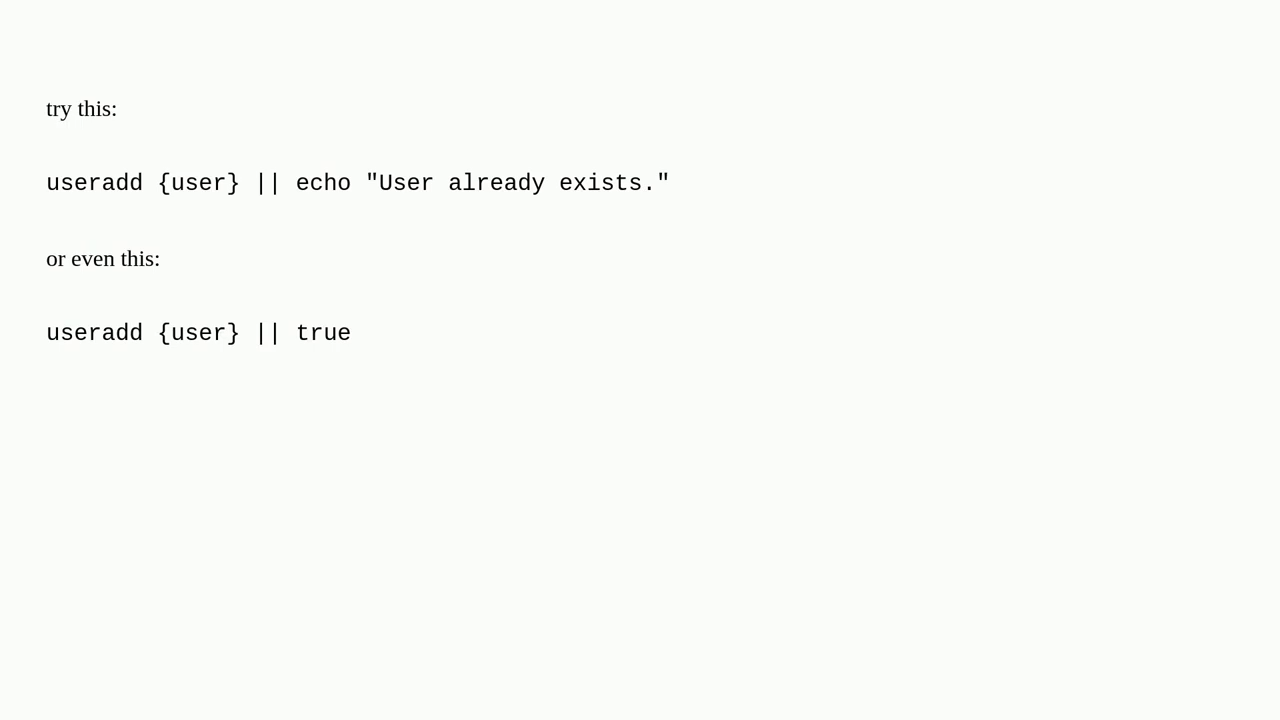 try this:
useradd {user} || echo "User already exists."
or even this:
useradd {user} || true